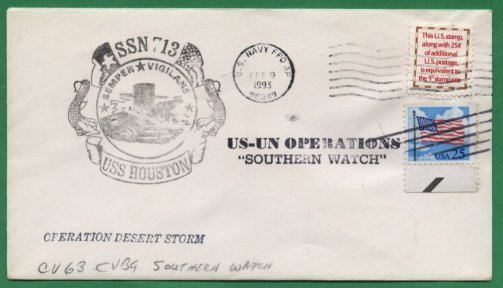 SSN 713
SEMPER ★ VIGILANS
USS HOUSTON
U.S. NAVY FPO AP
FEB 9
1993
This U.S. stamp,
along with 25¢
of additional
U.S. postage,
is equivalent to
the 'F' stamp rate
USA 25
US-UN OPERATIONS
"SOUTHERN WATCH"
OPERATION DESERT STORM
CV63 CVBG SOUTHERN WATCH